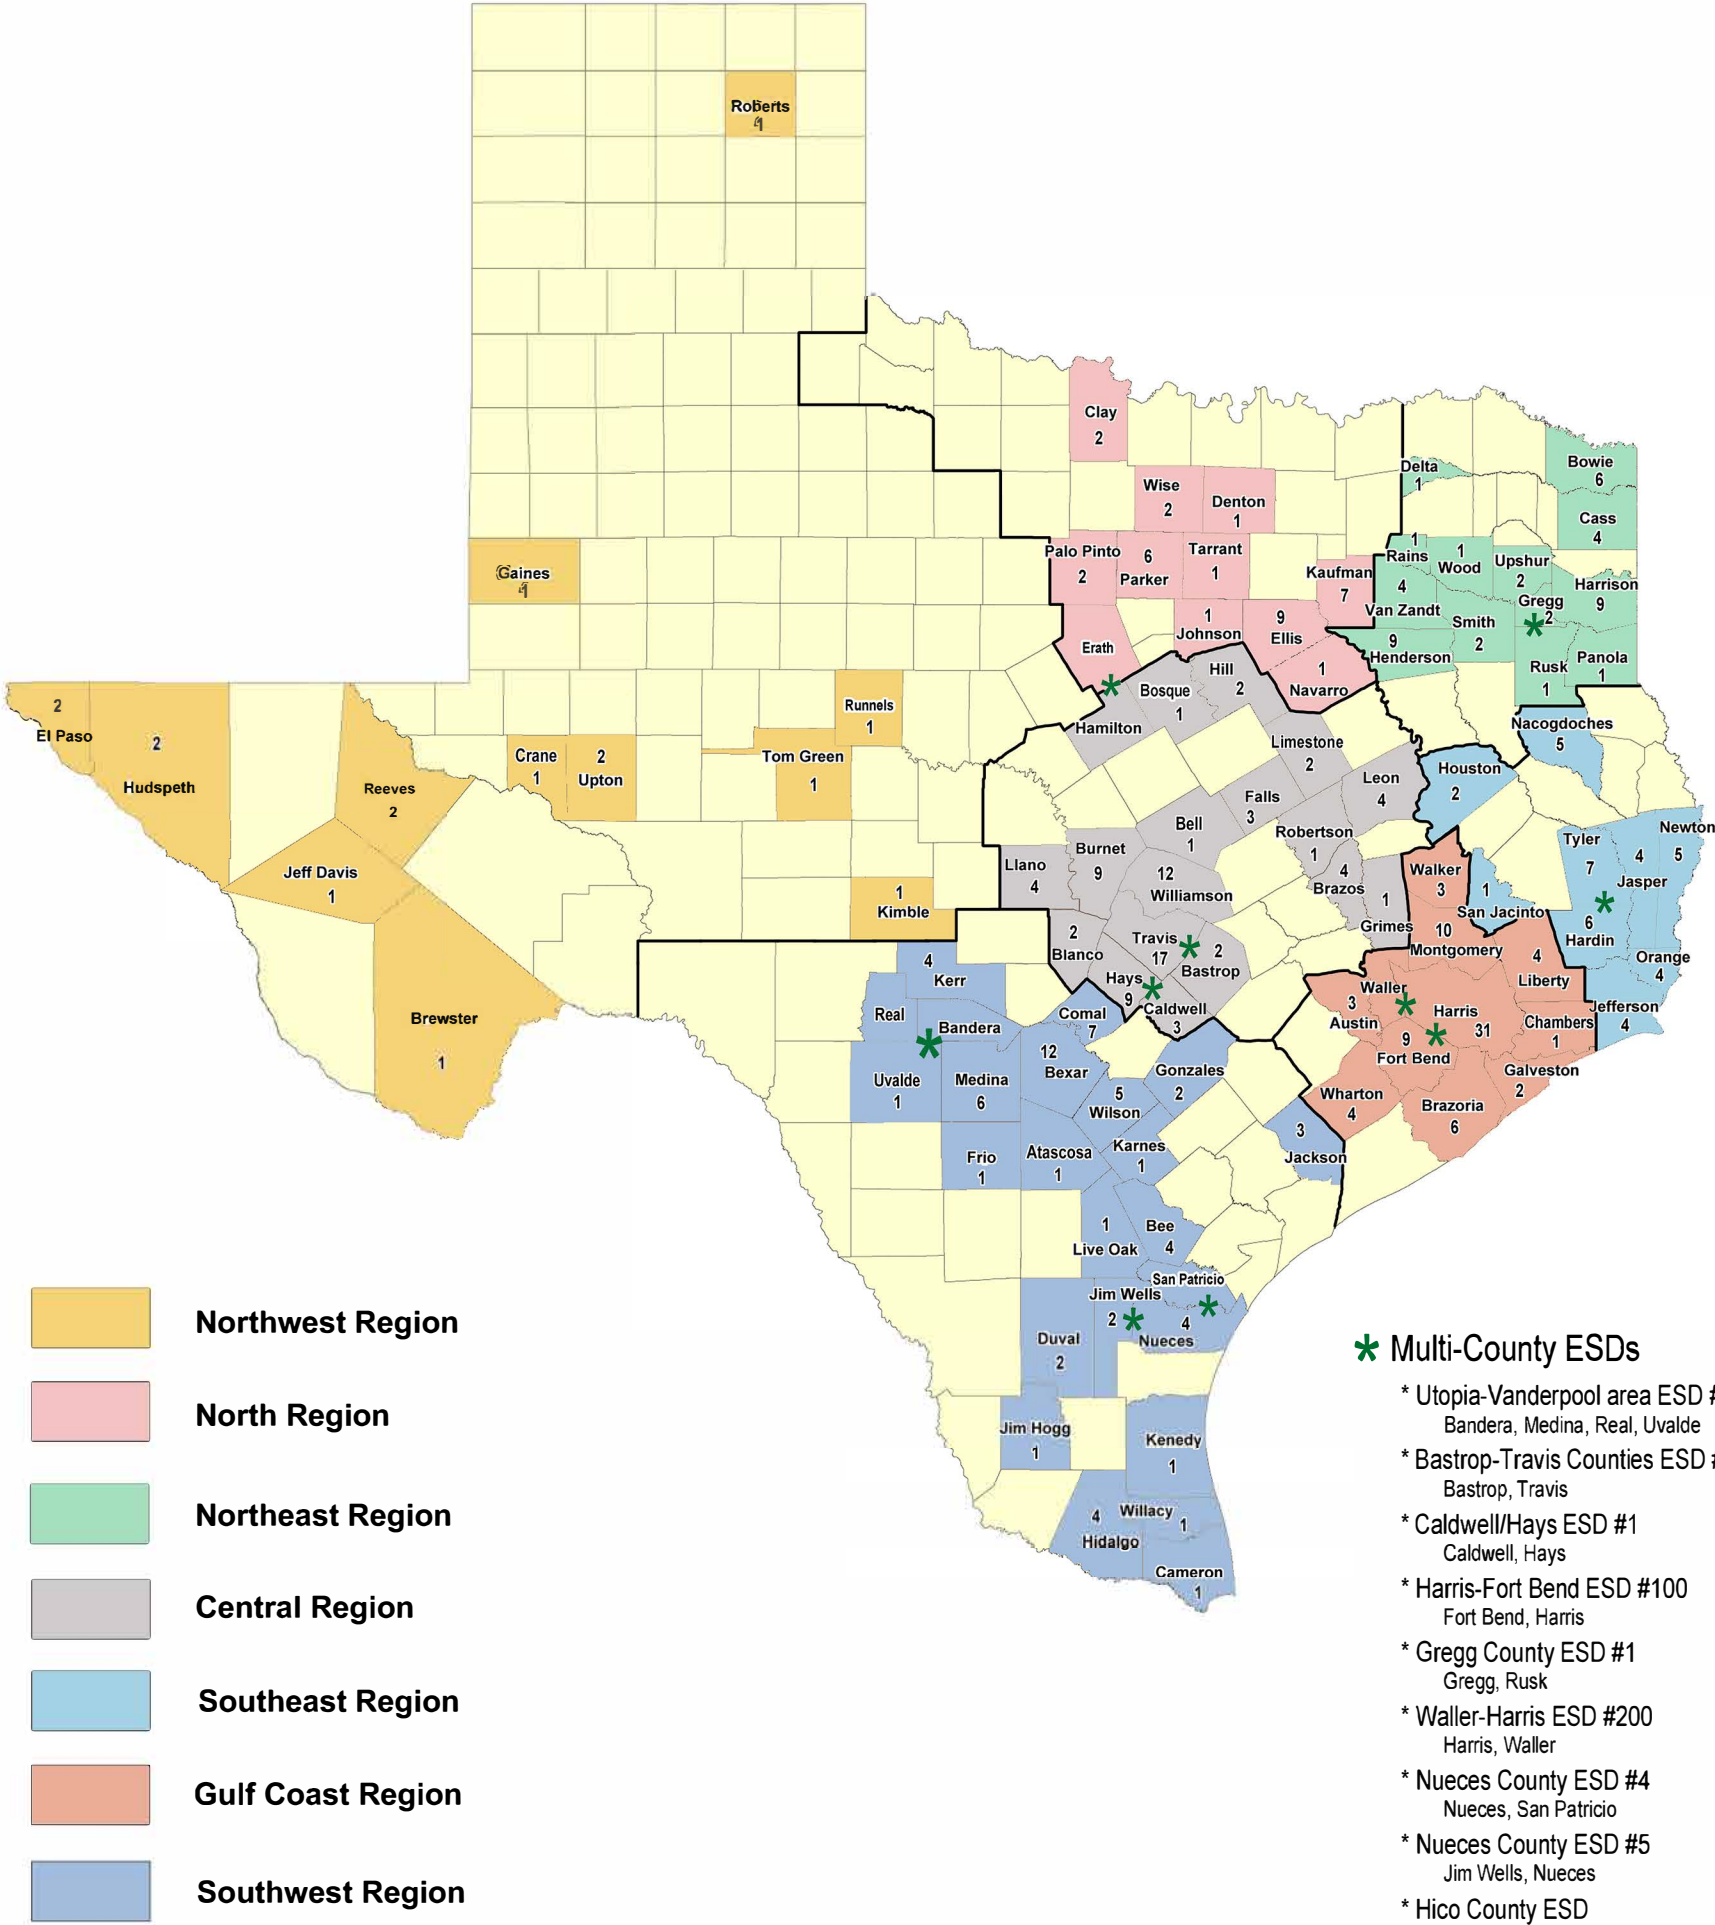 Roberts
1
Clay
2
Delta
1
Bowie
6
Wise
2
Denton
1
Cass
4
Palo Pinto
2
6
Parker
Tarrant
1
1
Rains
1
Wood
Upshur
2
Kaufman
7
4
Van Zandt
Harrison
9
Gregg
2
Gaines
1
Erath
1
Johnson
9
Ellis
Smith
2
9
Henderson
Rusk
1
Panola
1
1
Navarro
Hill
2
Bosque
1
Hamilton
2
El Paso
2
Hudspeth
Runnels
1
Crane
1
2
Upton
Tom Green
1
Reeves
2
Nacogdoches
5
Limestone
2
Houston
2
Leon
4
Falls
3
Bell
1
Robertson
1
Burnet
9
Llano
4
12
Williamson
4
Brazos
1
Grimes
Walker
3
1
San Jacinto
Tyler
7
4
Jasper
Newton
5
Jeff Davis
1
1
Kimble
2
Blanco
Travis
17
2
Bastrop
10
Montgomery
6
Hardin
4
Liberty
Orange
4
4
Kerr
Hays
9
Caldwell
3
Waller
3
Austin
Harris
31
Jefferson
4
Chambers
1
Real
Bandera
Comal
7
9
Fort Bend
Brewster
1
12
Bexar
Gonzales
2
Galveston
2
Uvalde
1
Medina
6
5
Wilson
Wharton
4
Brazoria
6
3
Jackson
Frio
1
Atascosa
1
Karnes
1
1
Live Oak
Bee
4
San Patricio
Jim Wells
2
4
Nueces
Duval
2
Jim Hogg
1
Kenedy
1
4
Hidalgo
Willacy
1
Cameron
1
Northwest Region
North Region
Northeast Region
Central Region
Southeast Region
Gulf Coast Region
Southwest Region
* Multi-County ESDs
* Utopia-Vanderpool area ESD #
Bandera, Medina, Real, Uvalde
* Bastrop-Travis Counties ESD #
Bastrop, Travis
* Caldwell/Hays ESD #1
Caldwell, Hays
* Harris-Fort Bend ESD #100
Fort Bend, Harris
* Gregg County ESD #1
Gregg, Rusk
* Waller-Harris ESD #200
Harris, Waller
* Nueces County ESD #4
Nueces, San Patricio
* Nueces County ESD #5
Jim Wells, Nueces
* Hico County ESD